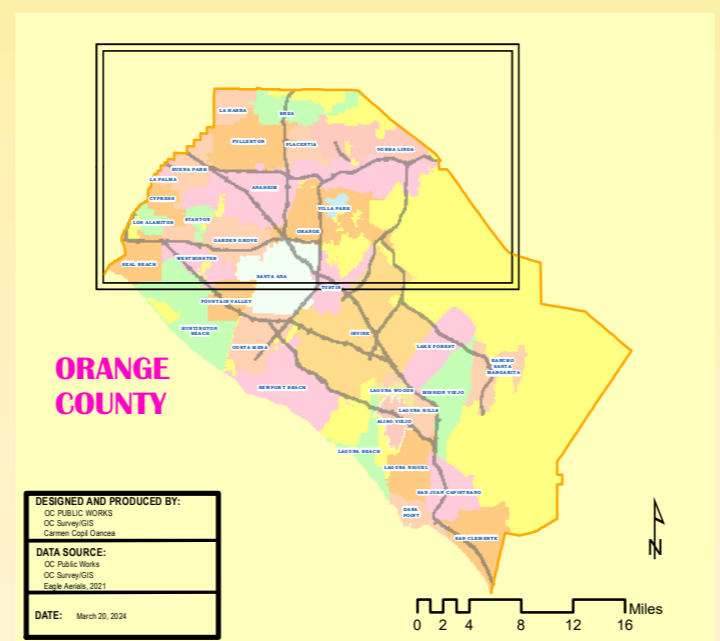 LA HABRA
BREA
FULLERTON
PLACENTIA
YORBA LINDA
BUENA PARK
LA PALMA
ANAHEIM
CYPRESS
VILLA PARK
LOS ALAMITOS
STANTON
ORANGE
GARDEN GROVE
WESTMINSTER
SEAL BEACH
SANTA ANA
TUSTIN
FOUNTAIN VALLEY
HUNTINGTON
BEACH
IRVINE
COSTA MESA
LAKE FOREST
RANCHO
SANTA
MARGARITA
ORANGE
COUNTY
NEWPORT BEACH
LAGUNA WOODS
MISSION VIEJO
LAGUNA HILLS
ALISO VIEJO
LAGUNA BEACH
LAGUNA NIGUEL
SAN JUAN CAPISTRANO
DANA
POINT
SAN CLEMENTE
DESIGNED AND PRODUCED BY:
OC PUBLIC WORKS
OC Survey/GIS
Carmen Copil Oancea
DATA SOURCE:
OC Public Works
OC Survey/GIS
Eagle Aerials, 2021
DATE: March 20, 2024
N
Miles
0 2 4 8 12 16